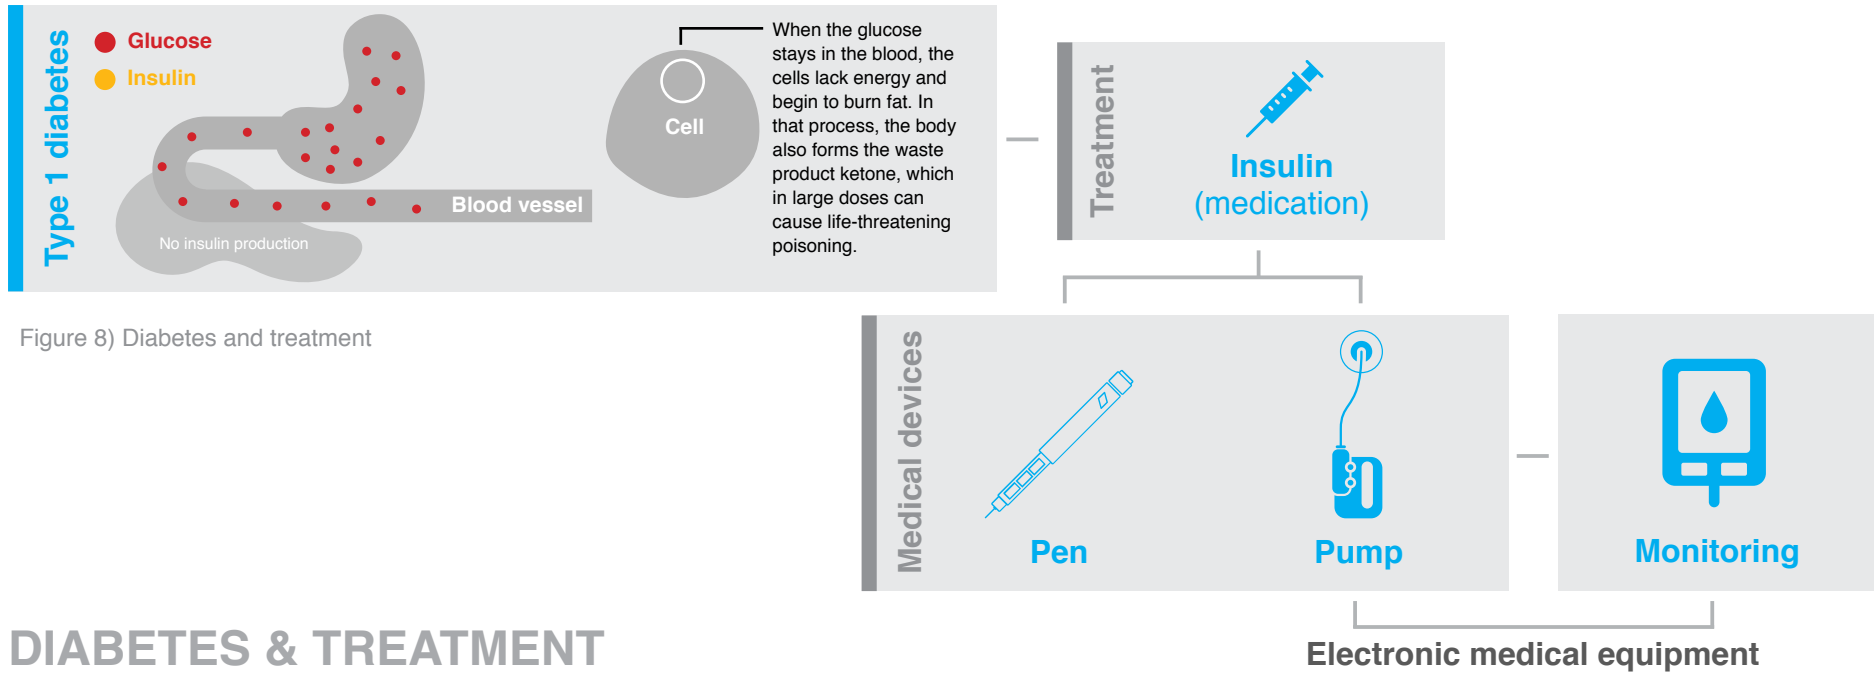 Type 1 diabetes
Glucose
Insulin
No insulin production
Blood vessel
Cell
When the glucose
stays in the blood, the
cells lack energy and
begin to burn fat. In
that process, the body
also forms the waste
product ketone, which
in large doses can
cause life-threatening
poisoning.
Treatment
Insulin
(medication)
Figure 8) Diabetes and treatment
Medical devices
Pen
Pump
Monitoring
Electronic medical equipment
DIABETES & TREATMENT